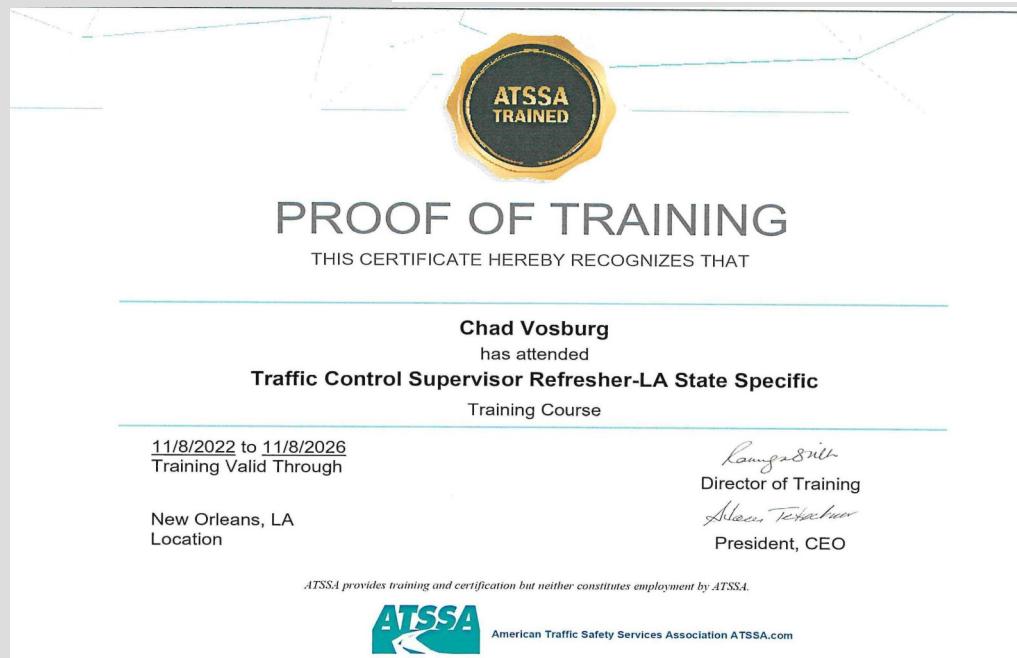 ATSSA
TRAINED
PROOF OF TRAINING
THIS CERTIFICATE HEREBY RECOGNIZES THAT
Chad Vosburg
has attended
Traffic Control Supervisor Refresher-LA State Specific
Training Course
11/8/2022 to 11/8/2026
Training Valid Through
New Orleans, LA
Location
Director of Training
President, CEO
ATSSA provides training and certification but neither constitutes employment by ATSSA.
ATSSA
American Traffic Safety Services Association ATSSA.com